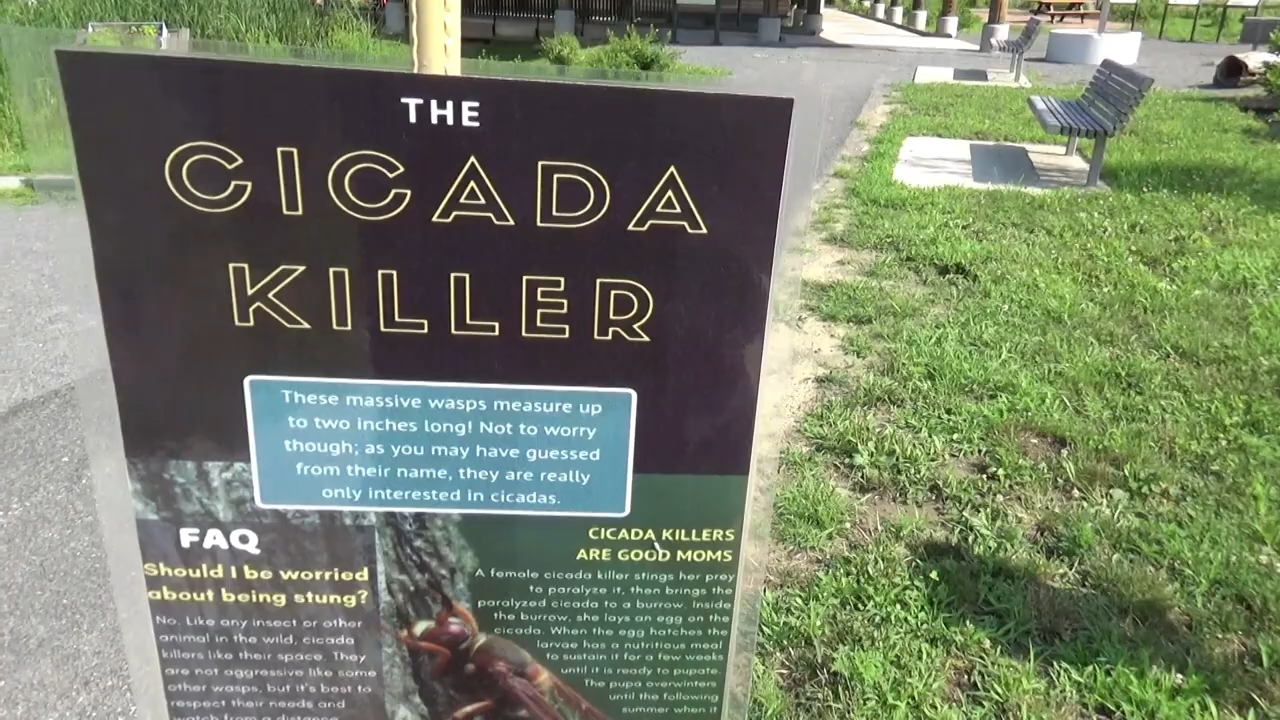 THE
CICADA
KILLER
These massive wasps measure up
to two inches long! Not to worry
though; as you may have guessed
from their name, they are really
only interested in cicadas.
FAQ
Should I be worried
about being stung?
No. Like any insect or other
animal in the wild, cicada
killers like their space. They
are not aggressive like some
other wasps, but it's best to
respect their needs and
watch from a distance.
CICADA KILLERS
ARE GOOD MOMS
A female cicada killer stings her prey
to paralyze it, then brings the
paralyzed cicada to a burrow. Inside
the burrow, she lays an egg on the
cicada. When the egg hatches the
larvae has a nutritious meal
to sustain it for a few weeks
until it is ready to pupate.
The pupa overwinters
until the following
summer when it